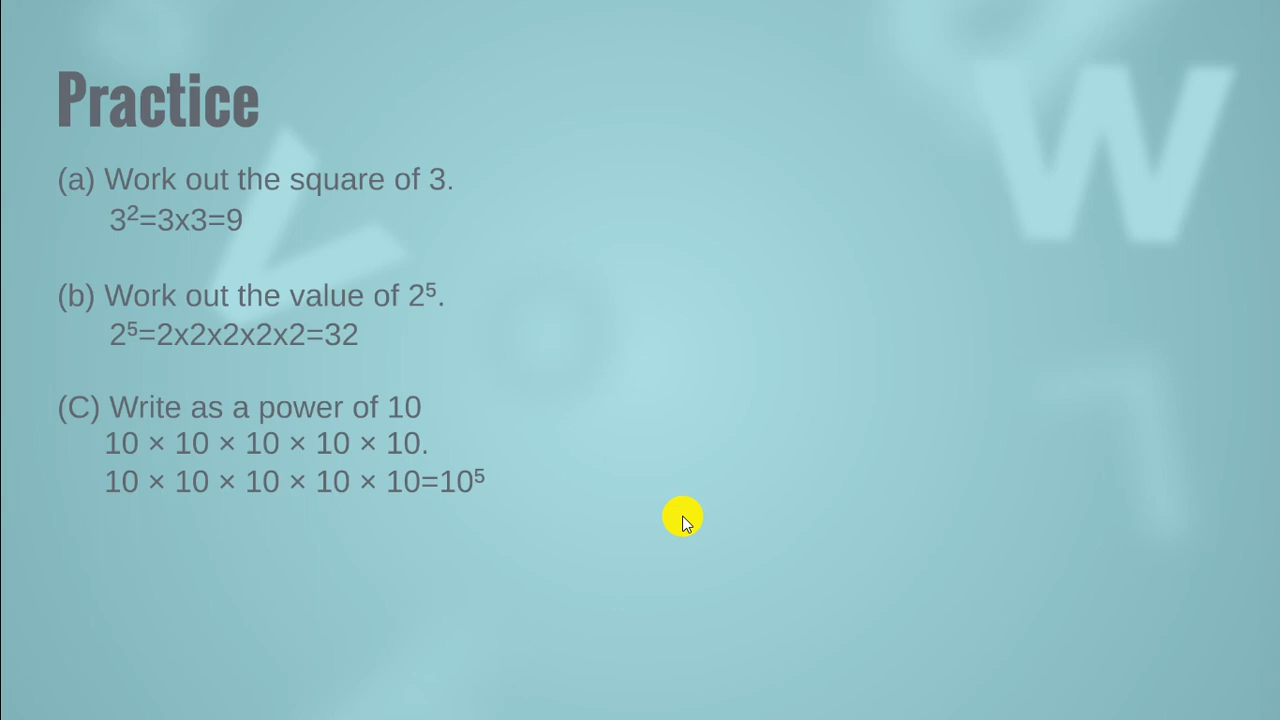 Practice
(a) Work out the square of 3.
3²=3x3=9
(b) Work out the value of 2⁵.
2⁵=2x2x2x2x2=32
(C) Write as a power of 10
10 × 10 × 10 × 10 × 10.
10 × 10 × 10 × 10 × 10=10⁵